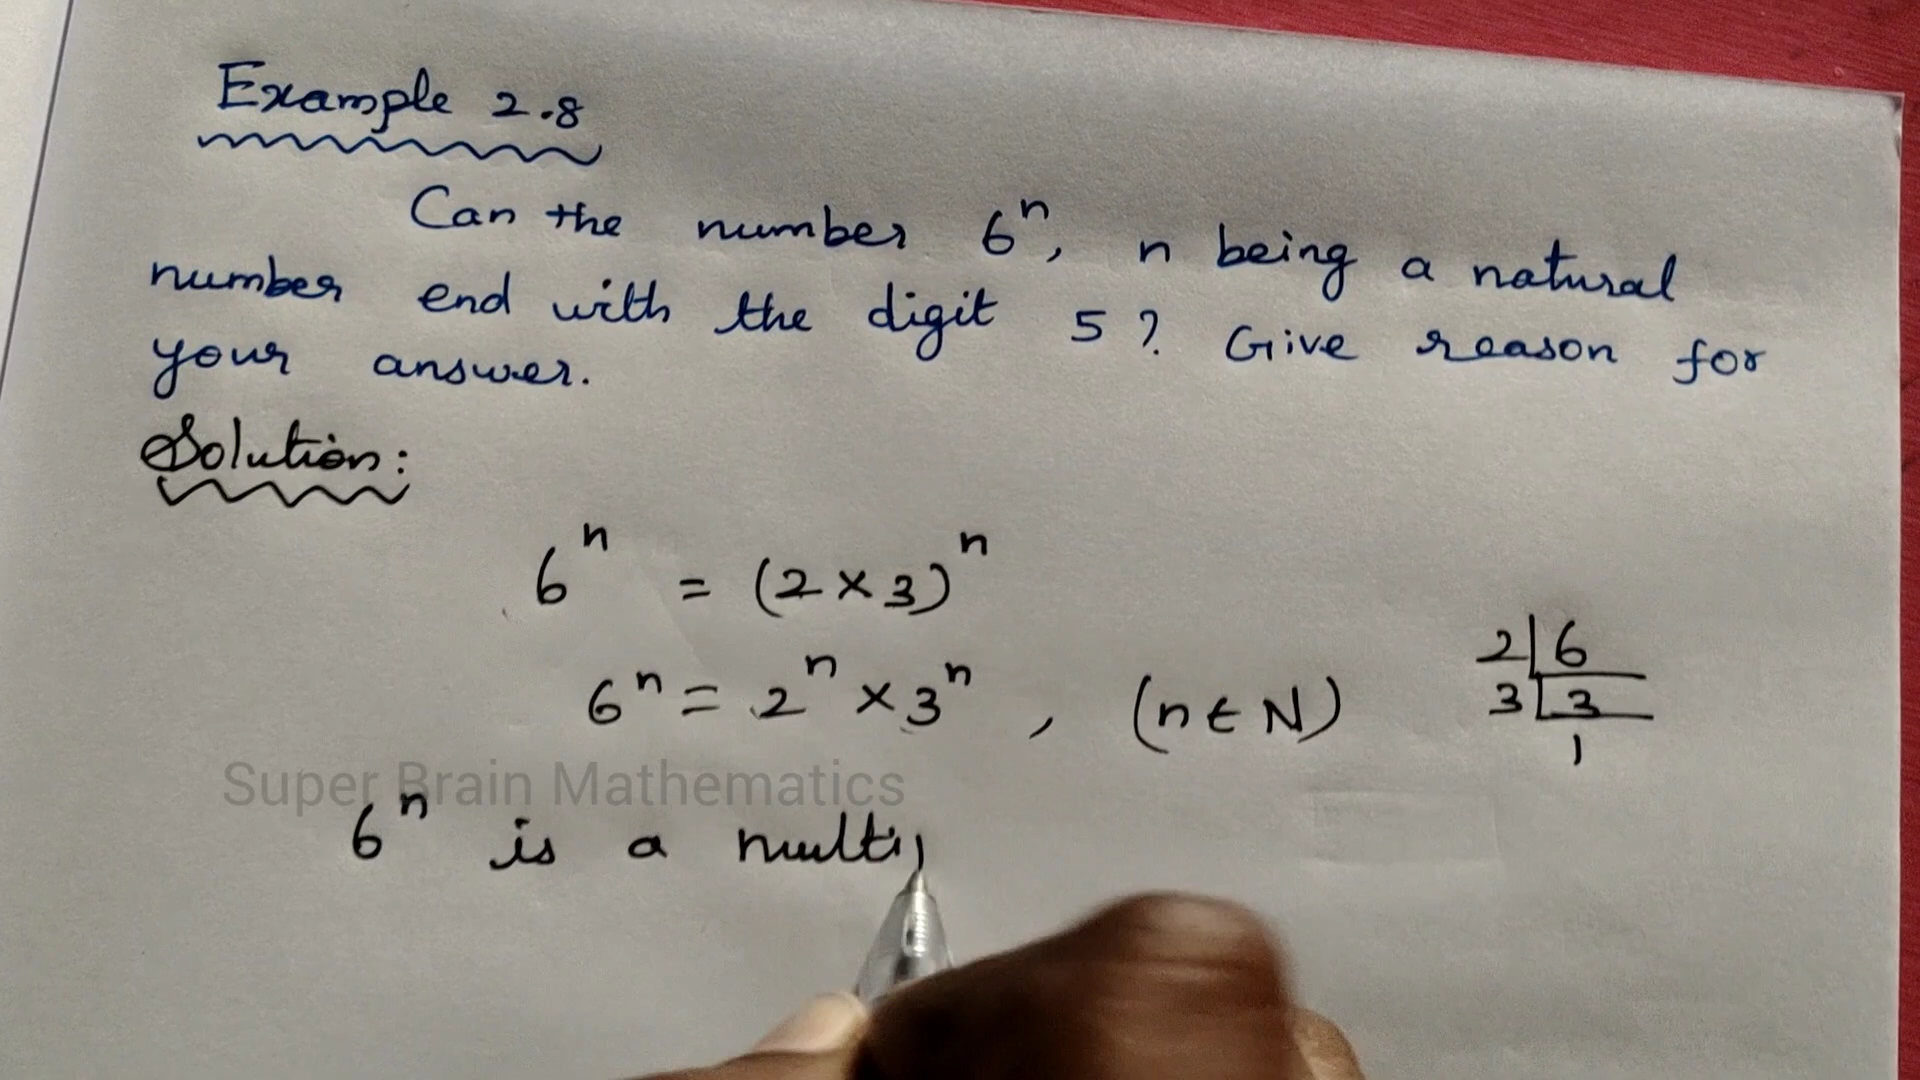 Example 2.8
Can the number 6ⁿ, n being a natural
number end with the digit 5? Give reason for
your answer.
Solution:
6ⁿ = (2 × 3)ⁿ
6ⁿ = 2ⁿ × 3ⁿ, (n ∈ N)
2 | 6
3 | 3
1
Super Brain Mathematics
6ⁿ is a multi